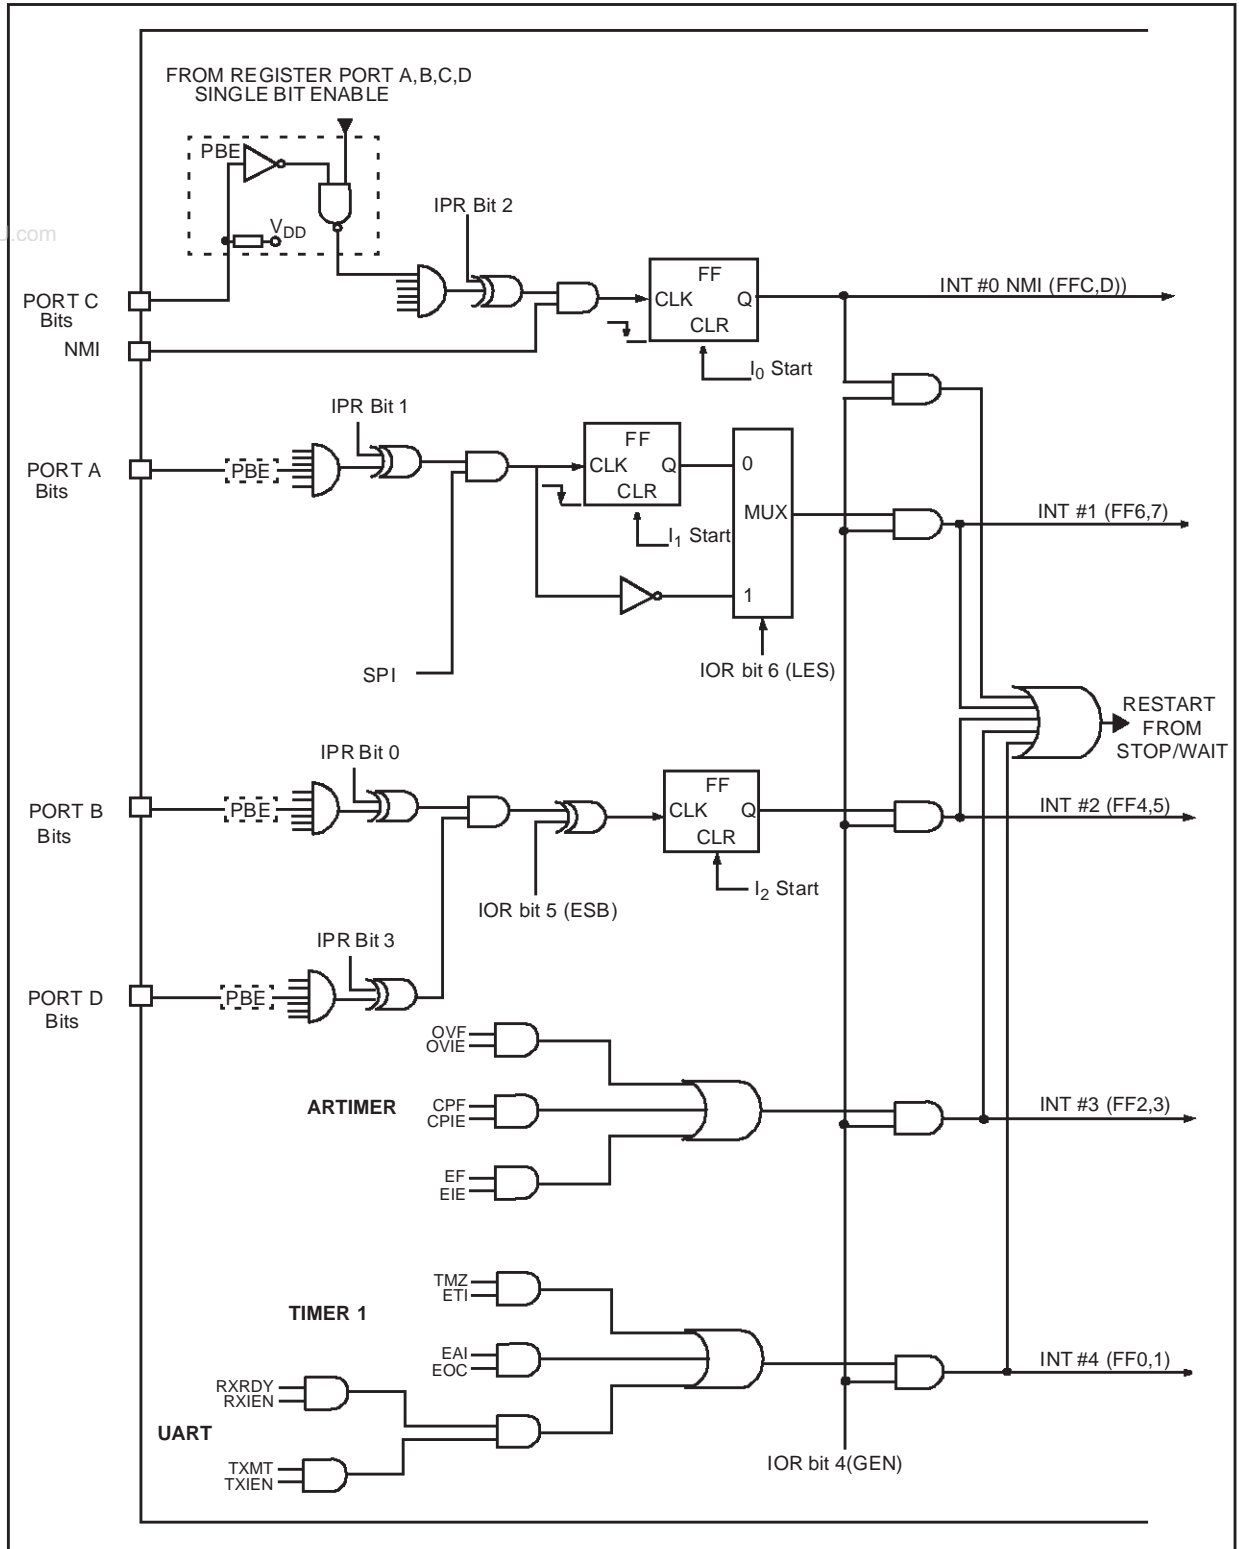 FROM REGISTER PORT A,B,C,D
SINGLE BIT ENABLE
PBE
VDD
J.com
IPR Bit 2
FF
CLK Q
CLR
INT #0 NMI (FFC,D))
PORT C
Bits
NMI
I0 Start
IPR Bit 1
PORT A
Bits
PBE
FF
CLK Q
CLR
0
MUX
1
INT #1 (FF6,7)
I1 Start
SPI
IOR bit 6 (LES)
RESTART
FROM
STOP/WAIT
IPR Bit 0
PORT B
Bits
PBE
FF
CLK Q
CLR
INT #2 (FF4,5)
I2 Start
IOR bit 5 (ESB)
IPR Bit 3
PORT D
Bits
PBE
OVF
OVIE
ARTIMER
CPF
CPIE
INT #3 (FF2,3)
EF
EIE
TMZ
ETI
TIMER 1
EAI
EOC
INT #4 (FF0,1)
RXRDY
RXIEN
UART
TXMT
TXIEN
IOR bit 4(GEN)